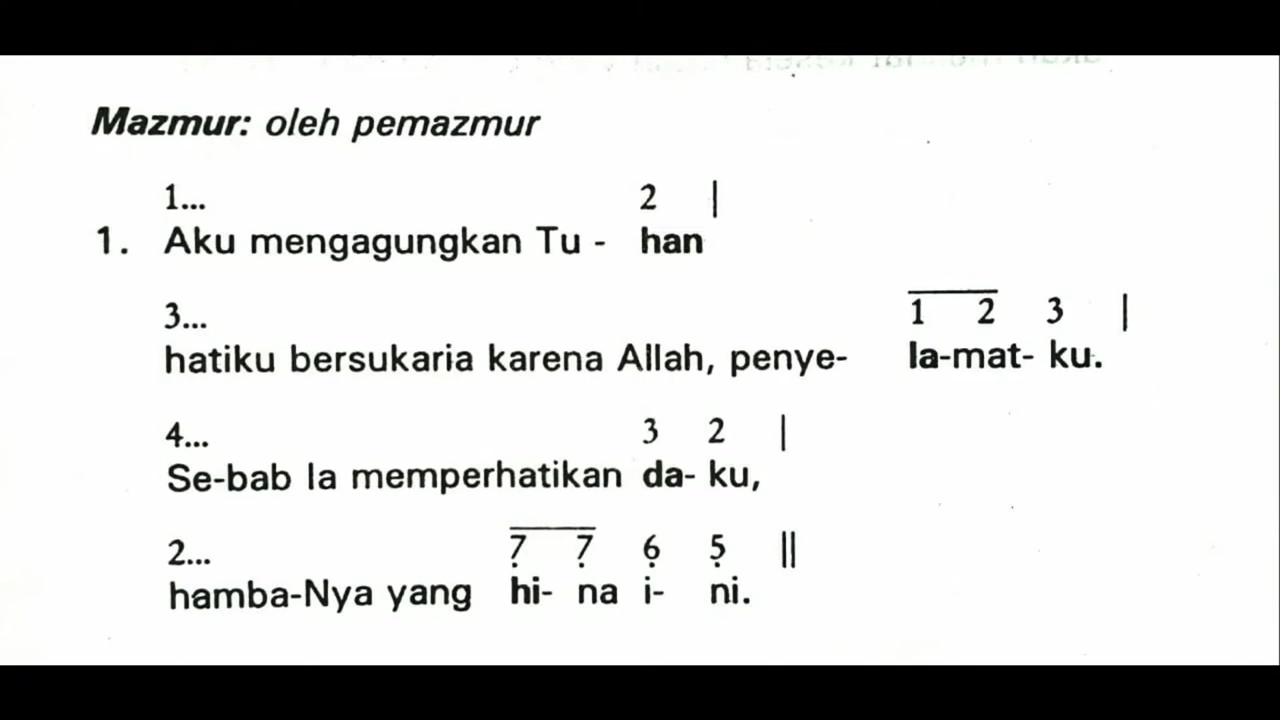 Mazmur: oleh pemazmur
1... 2 |
1. Aku mengagungkan Tu - han
3... 1 2 3 |
hatiku bersukaria karena Allah, penye- la-mat- ku.
4... 3 2 |
Se-bab Ia memperhatikan da- ku,
2... 7̣ 7̣ 6̣ 5̣ ||
hamba-Nya yang hi- na i- ni.